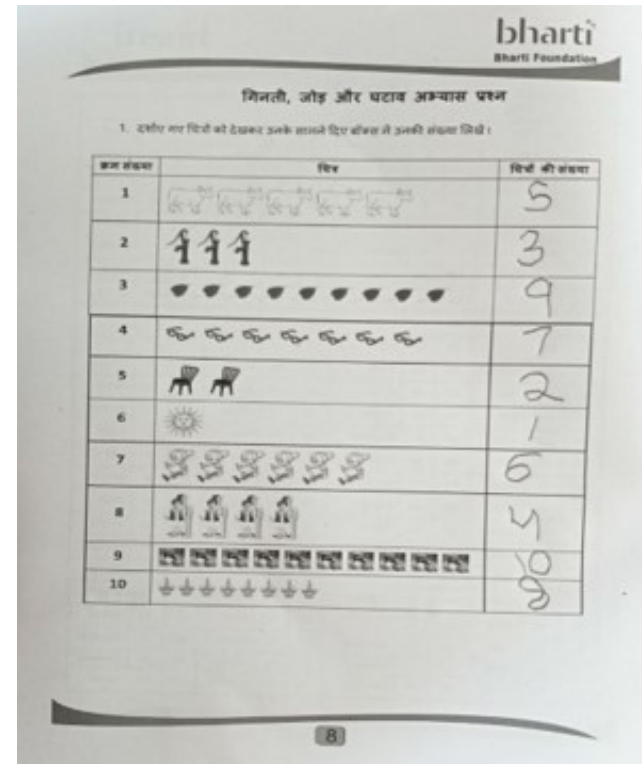 bharti
Bharti Foundation
गिनती, जोड़ और घटाव अभ्यास प्रश्न
1. दर्शाए गए चित्रों को देखकर उनके सामने दिए बॉक्स में उनकी संख्या लिखें।
क्रम संख्या चित्र चित्रों की संख्या
1 5
2 3
3 9
4 7
5 2
6 1
7 6
8 4
9 10
10 8
8